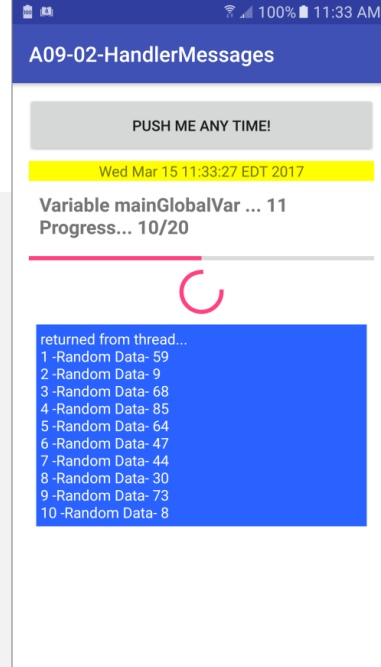 100% 11:33 AM
A09-02-HandlerMessages
PUSH ME ANY TIME!
Wed Mar 15 11:33:27 EDT 2017
Variable mainGlobalVar ... 11
Progress... 10/20
returned from thread...
1 -Random Data- 59
2 -Random Data- 9
3 -Random Data- 68
4 -Random Data- 85
5 -Random Data- 64
6 -Random Data- 47
7 -Random Data- 44
8 -Random Data- 30
9 -Random Data- 73
10 -Random Data- 8